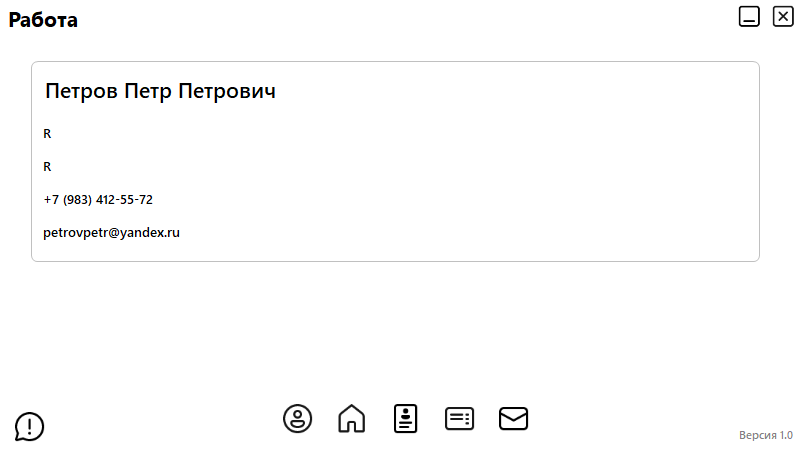 Работа
Петров Петр Петрович
R
R
+7 (983) 412-55-72
petrovpetr@yandex.ru
Версия 1.0